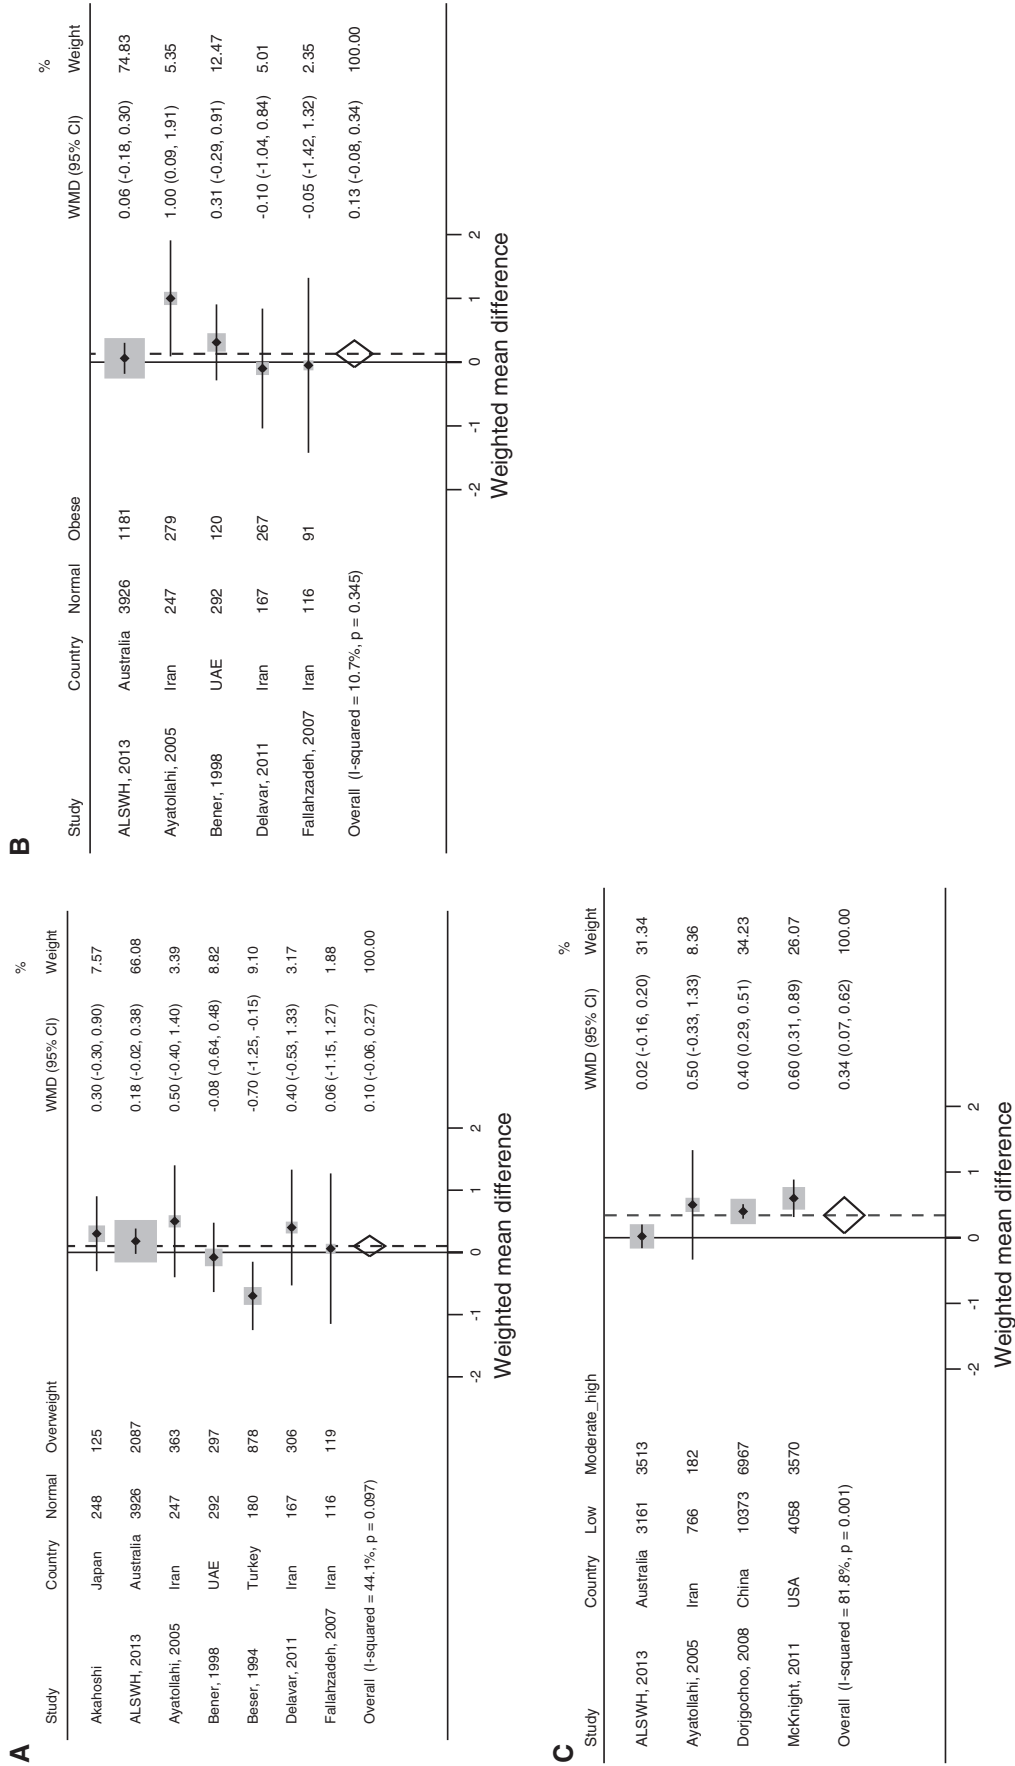 A
%
Study Country Normal Overweight WMD (95% CI) Weight
Akahoshi Japan 248 125 0.30 (-0.30, 0.90) 7.57
ALSWH, 2013 Australia 3926 2087 0.18 (-0.02, 0.38) 66.08
Ayatollahi, 2005 Iran 247 363 0.50 (-0.40, 1.40) 3.39
Bener, 1998 UAE 292 297 -0.08 (-0.64, 0.48) 8.82
Beser, 1994 Turkey 180 878 -0.70 (-1.25, -0.15) 9.10
Delavar, 2011 Iran 167 306 0.40 (-0.53, 1.33) 3.17
Fallahzadeh, 2007 Iran 116 119 0.06 (-1.15, 1.27) 1.88
Overall (I-squared = 44.1%, p = 0.097) 0.10 (-0.06, 0.27) 100.00
-2 -1 0 1 2
Weighted mean difference
B
%
Study Country Normal Obese WMD (95% CI) Weight
ALSWH, 2013 Australia 3926 1181 0.06 (-0.18, 0.30) 74.83
Ayatollahi, 2005 Iran 247 279 1.00 (0.09, 1.91) 5.35
Bener, 1998 UAE 292 120 0.31 (-0.29, 0.91) 12.47
Delavar, 2011 Iran 167 267 -0.10 (-1.04, 0.84) 5.01
Fallahzadeh, 2007 Iran 116 91 -0.05 (-1.42, 1.32) 2.35
Overall (I-squared = 10.7%, p = 0.345) 0.13 (-0.08, 0.34) 100.00
-2 -1 0 1 2
Weighted mean difference
C
%
Study Country Low Moderate_high WMD (95% CI) Weight
ALSWH, 2013 Australia 3161 3513 0.02 (-0.16, 0.20) 31.34
Ayatollahi, 2005 Iran 766 182 0.50 (-0.33, 1.33) 8.36
Dorjgochoo, 2008 China 10373 6967 0.40 (0.29, 0.51) 34.23
McKnight, 2011 USA 4058 3570 0.60 (0.31, 0.89) 26.07
Overall (I-squared = 81.8%, p = 0.001) 0.34 (0.07, 0.62) 100.00
-2 -1 0 1 2
Weighted mean difference